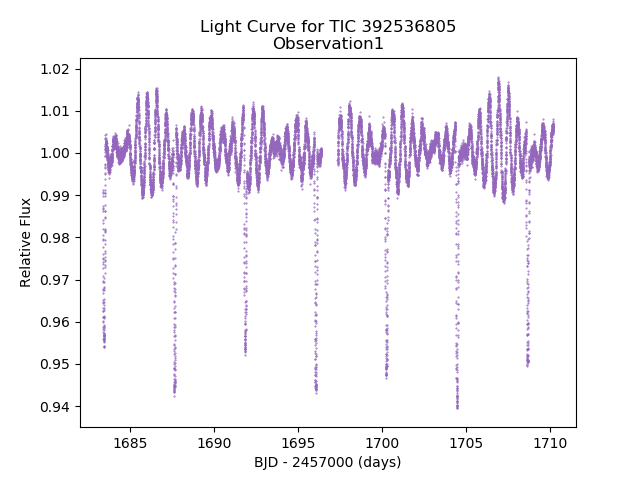 Light Curve for TIC 392536805
Observation1
1.02
1.01
1.00
0.99
0.98
0.97
0.96
0.95
0.94
Relative Flux
1685 1690 1695 1700 1705 1710
BJD - 2457000 (days)